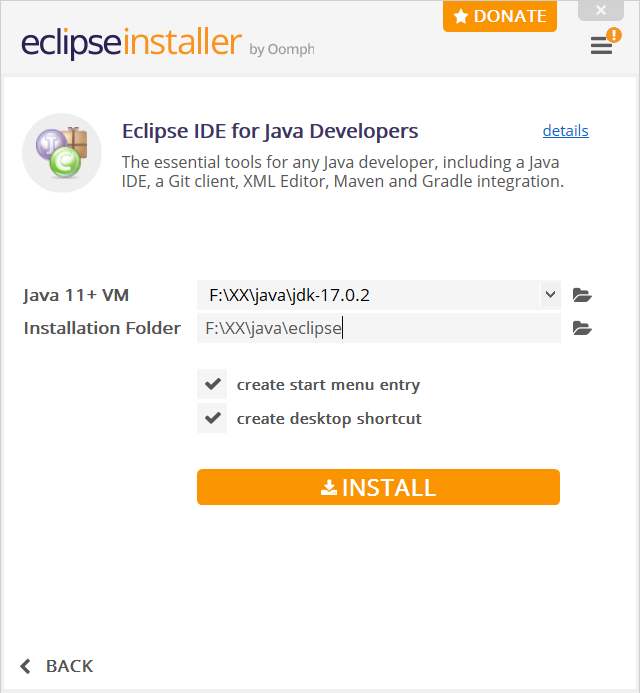 DONATE
eclipseinstaller by Oomph
!
Eclipse IDE for Java Developers details
The essential tools for any Java developer, including a Java
IDE, a Git client, XML Editor, Maven and Gradle integration.
Java 11+ VM F:\XX\java\jdk-17.0.2
Installation Folder F:\XX\java\eclipse
create start menu entry
create desktop shortcut
INSTALL
BACK